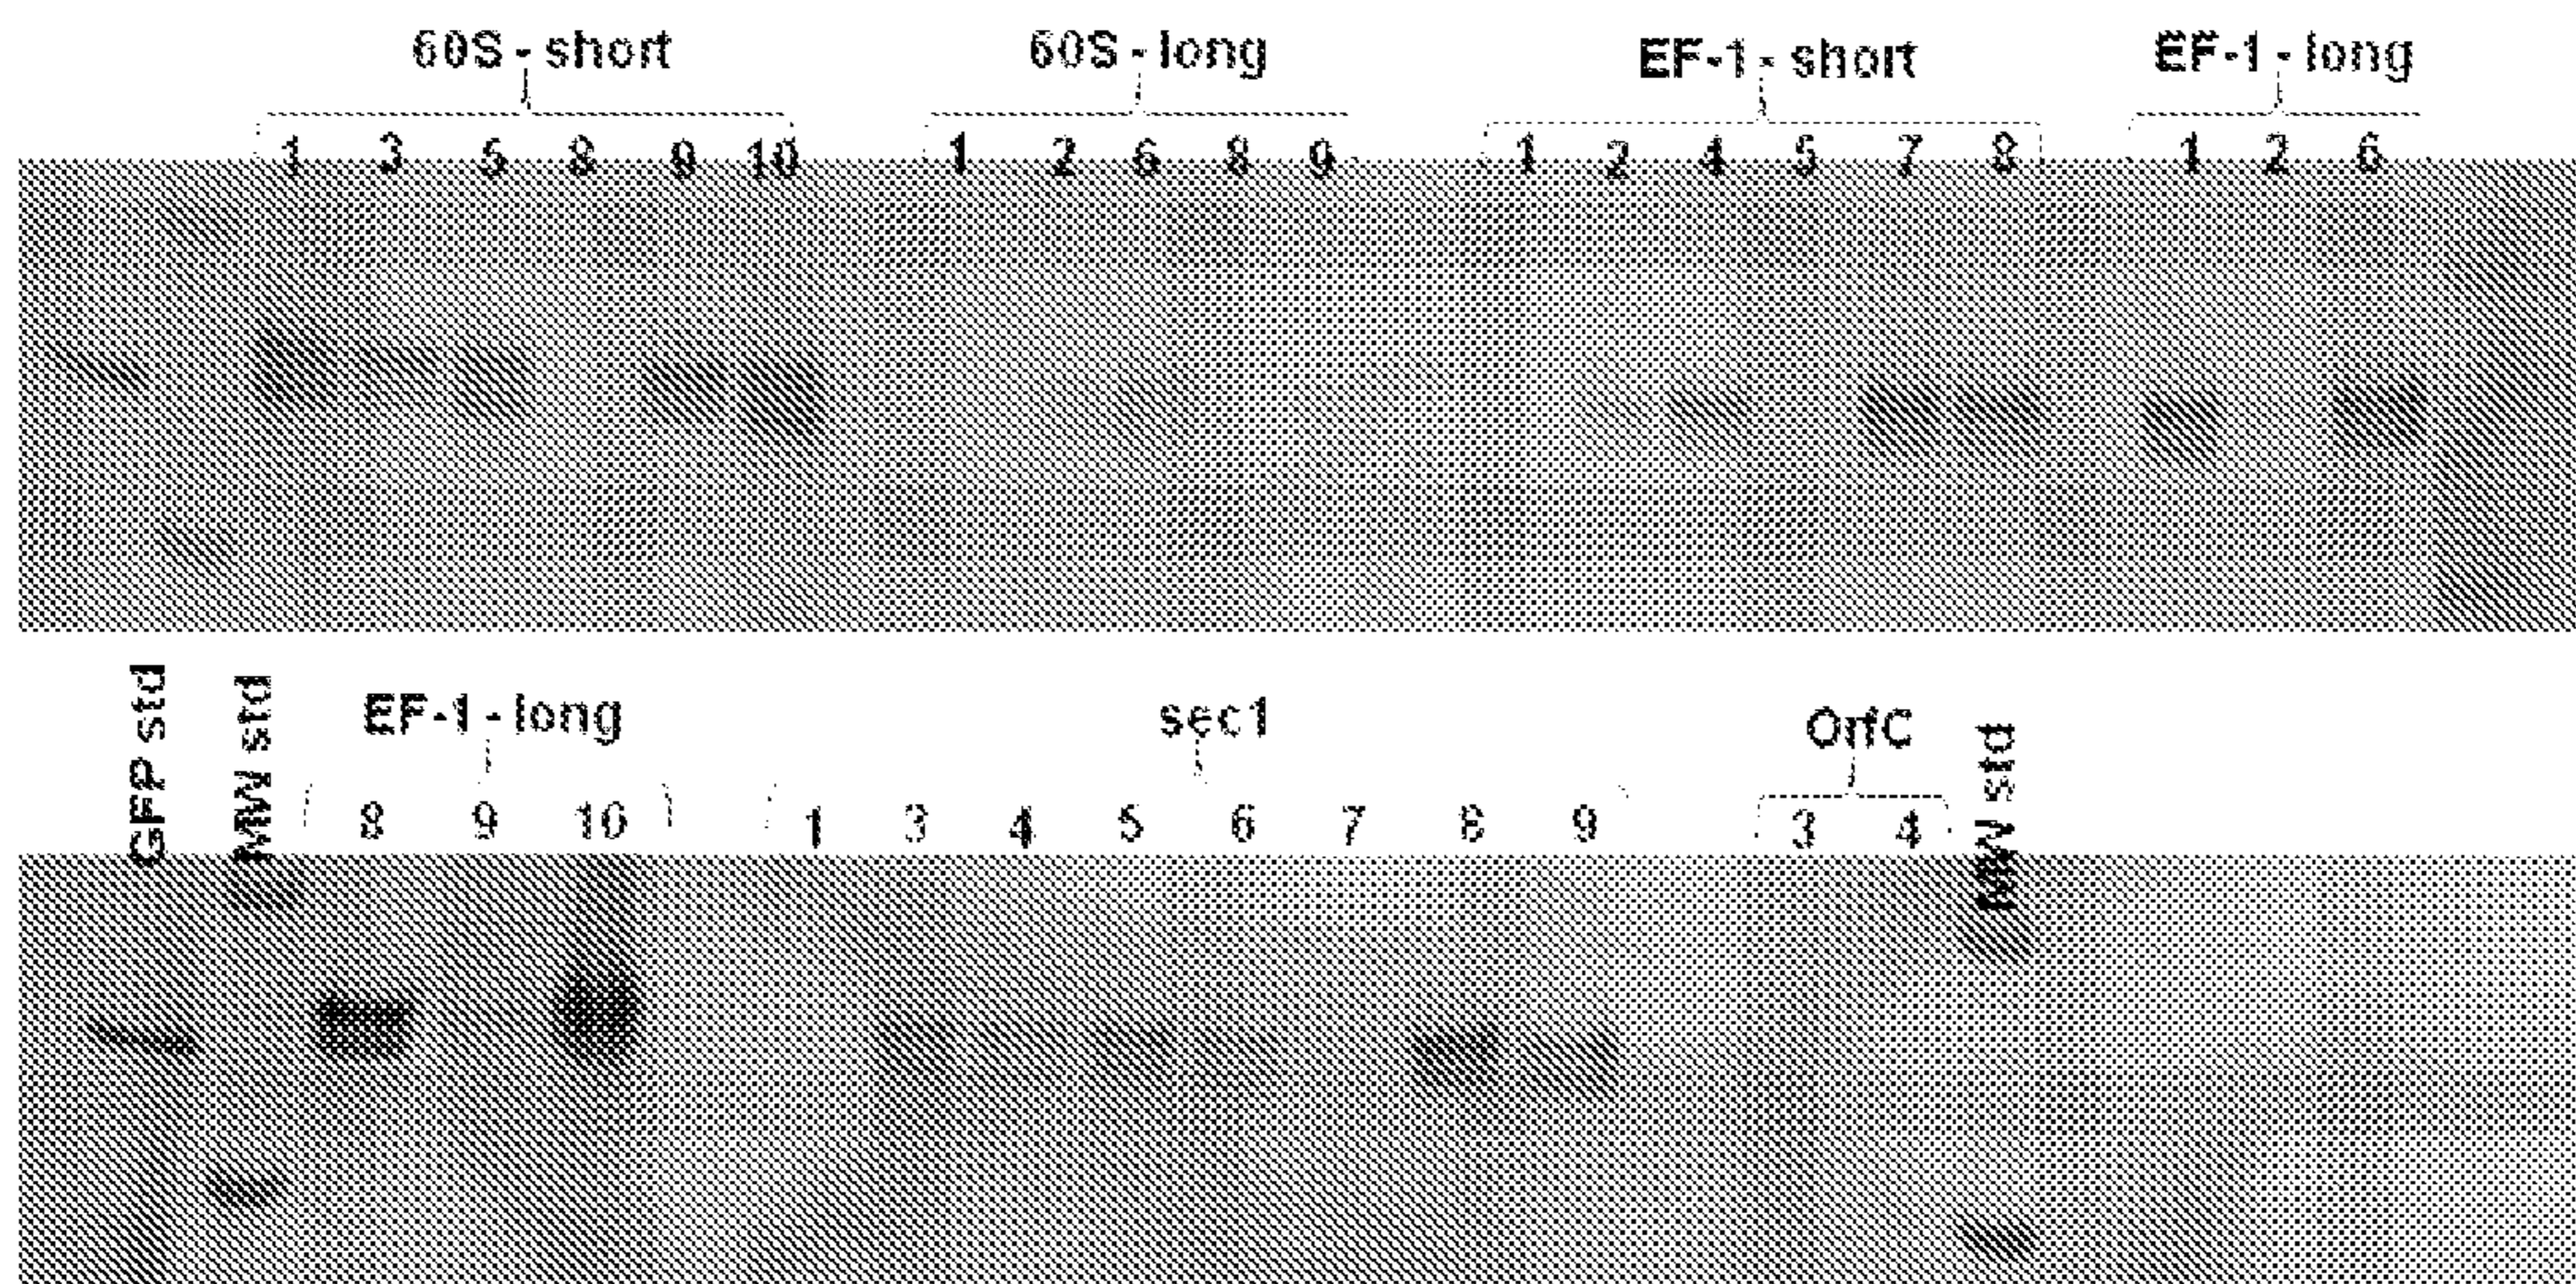 60S - short 60S - long EF-1 - short EF-1 - long
1 3 5 8 9 10 1 2 6 8 9 1 2 4 5 7 8 1 2 6
GFP std MW std EF-1 - long sec1 OrfC MW std
8 9 10 1 3 4 5 6 7 8 9 3 4